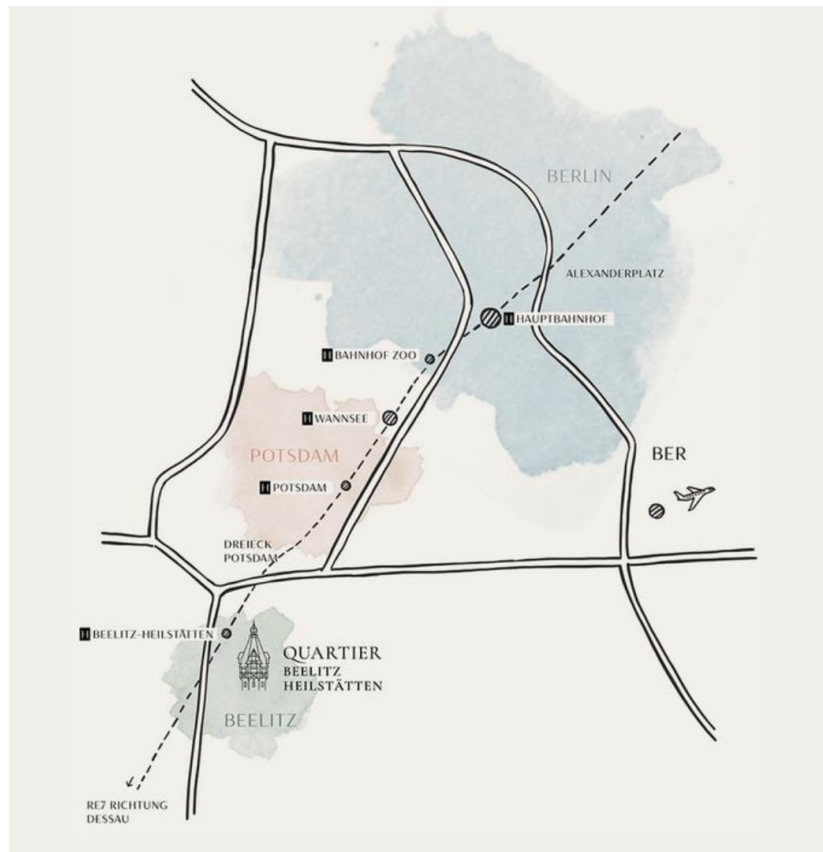 BERLIN
ALEXANDERPLATZ
H HAUPTBAHNHOF
H BAHNHOF ZOO
H WANNSEE
POTSDAM
BER
H POTSDAM
DREIECK
POTSDAM
H BEELITZ-HEILSTÄTTEN
QUARTIER
BEELITZ
HEILSTÄTTEN
BEELITZ
RE7 RICHTUNG
DESSAU